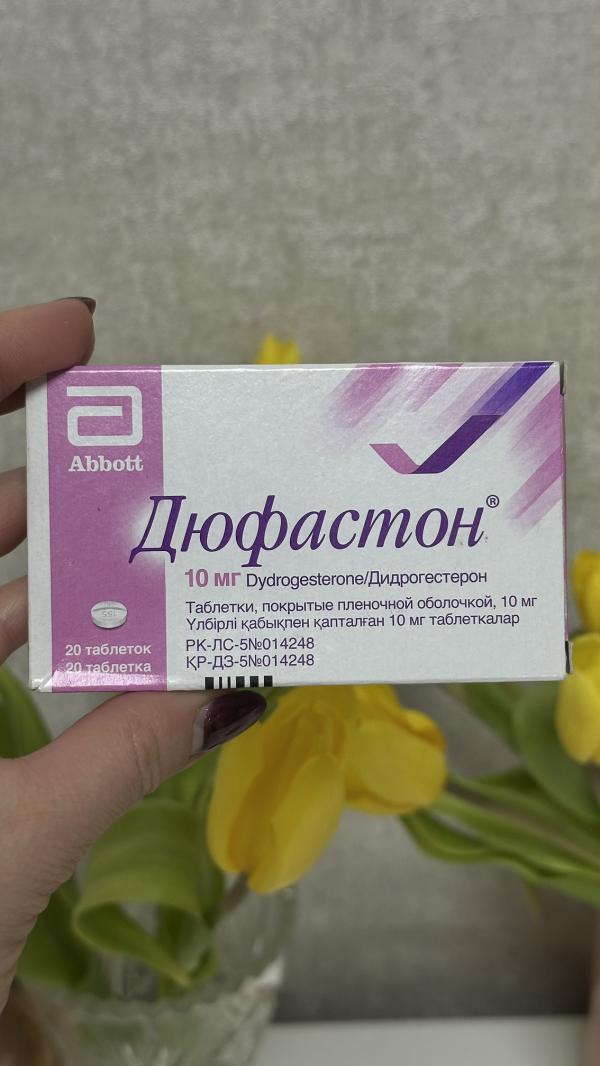 Abbott
Дюфастон®
10 мг Dydrogesterone/Дидрогестерон
Таблетки, покрытые пленочной оболочкой, 10 мг
Үлбірлі қабықпен қапталған 10 мг таблеткалар
РК-ЛС-5№014248
ҚР-ДЗ-5№014248
155
20 таблеток
20 таблетка